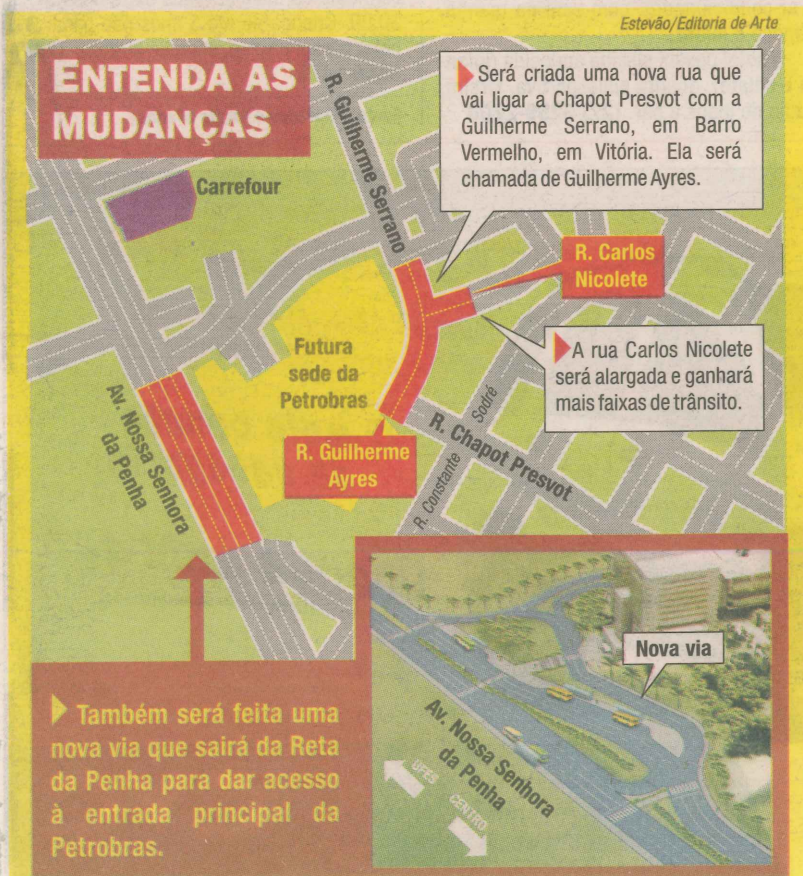 Estevão/Editoria de Arte
ENTENDA AS
MUDANÇAS
Será criada uma nova rua que
vai ligar a Chapot Presvot com a
Guilherme Serrano, em Barro
Vermelho, em Vitória. Ela será
chamada de Guilherme Ayres.
R. Guilherme Serrano
Carrefour
R. Carlos
Nicolete
A rua Carlos Nicolete
será alargada e ganhará
mais faixas de trânsito.
Futura
sede da
Petrobras
Av. Nossa Senhora
da Penha
R. Guilherme
Ayres
R. Chapot Presvot
R. Constante Sodré
Também será feita uma
nova via que sairá da Reta
da Penha para dar acesso
à entrada principal da
Petrobras.
Nova via
Av. Nossa Senhora
da Penha
UFES
CENTRO